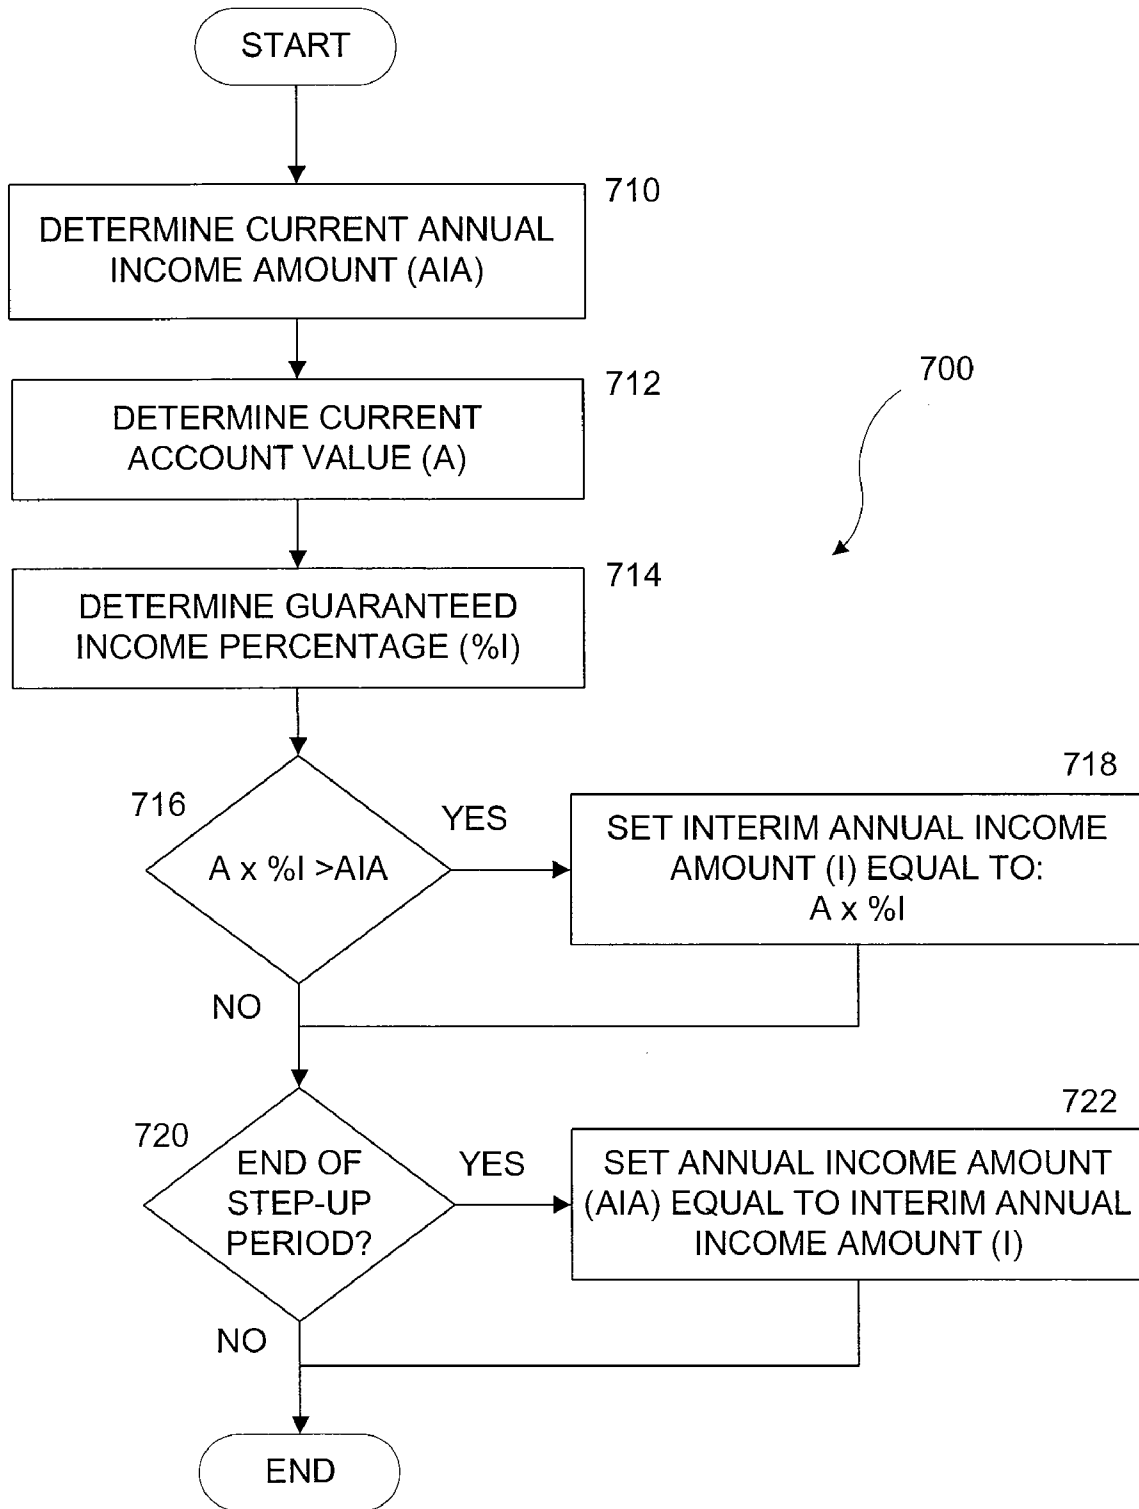 START
710
DETERMINE CURRENT ANNUAL
INCOME AMOUNT (AIA)
712
DETERMINE CURRENT
ACCOUNT VALUE (A)
700
714
DETERMINE GUARANTEED
INCOME PERCENTAGE (%I)
716
A x %I >AIA
YES
718
SET INTERIM ANNUAL INCOME
AMOUNT (I) EQUAL TO:
A x %I
NO
720
END OF
STEP-UP
PERIOD?
YES
722
SET ANNUAL INCOME AMOUNT
(AIA) EQUAL TO INTERIM ANNUAL
INCOME AMOUNT (I)
NO
END